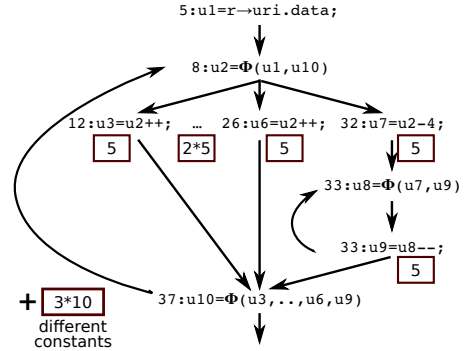 5:u1=r→uri.data;
8:u2=Φ(u1,u10)
12:u3=u2++; … 26:u6=u2++; 32:u7=u2-4;
5 2*5 5 5
33:u8=Φ(u7,u9)
33:u9=u8--;
5
37:u10=Φ(u3,..,u6,u9)
+ 3*10
different
constants